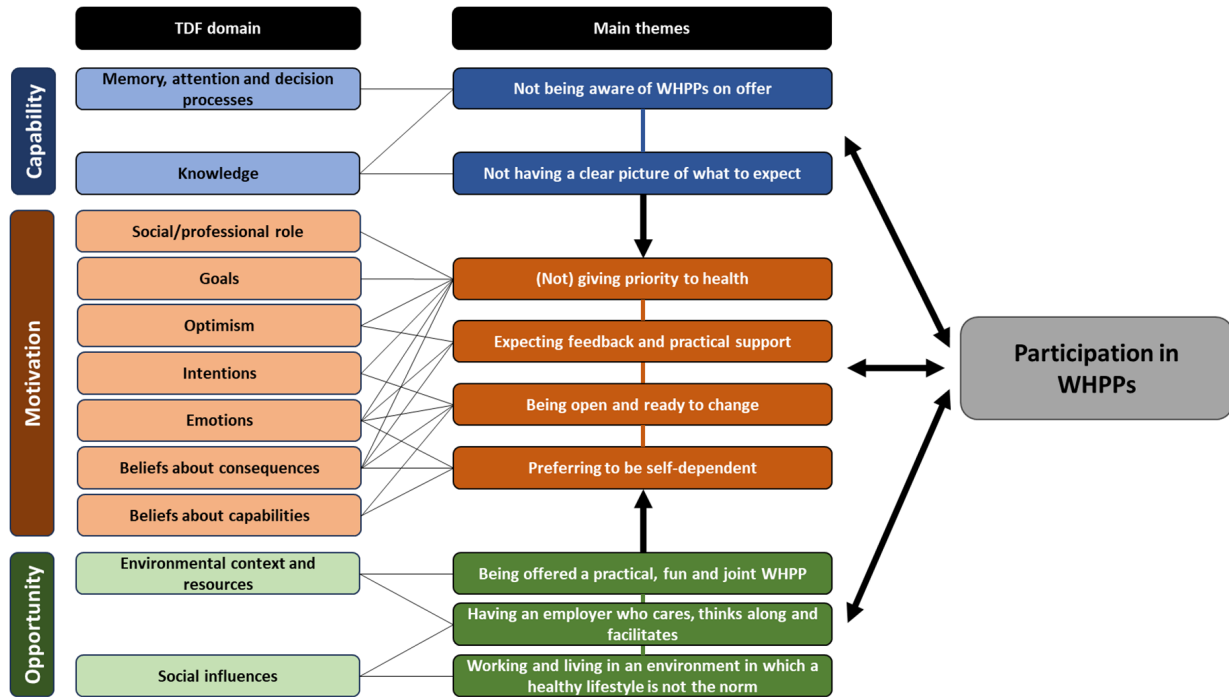 TDF domain
Main themes
Capability
Memory, attention and decision
processes
Not being aware of WHPPs on offer
Knowledge
Not having a clear picture of what to expect
Motivation
Social/professional role
Goals
(Not) giving priority to health
Optimism
Expecting feedback and practical support
Intentions
Being open and ready to change
Emotions
Beliefs about consequences
Preferring to be self-dependent
Beliefs about capabilities
Participation in
WHPPs
Opportunity
Environmental context and
resources
Being offered a practical, fun and joint WHPP
Having an employer who cares, thinks along and
facilitates
Social influences
Working and living in an environment in which a
healthy lifestyle is not the norm